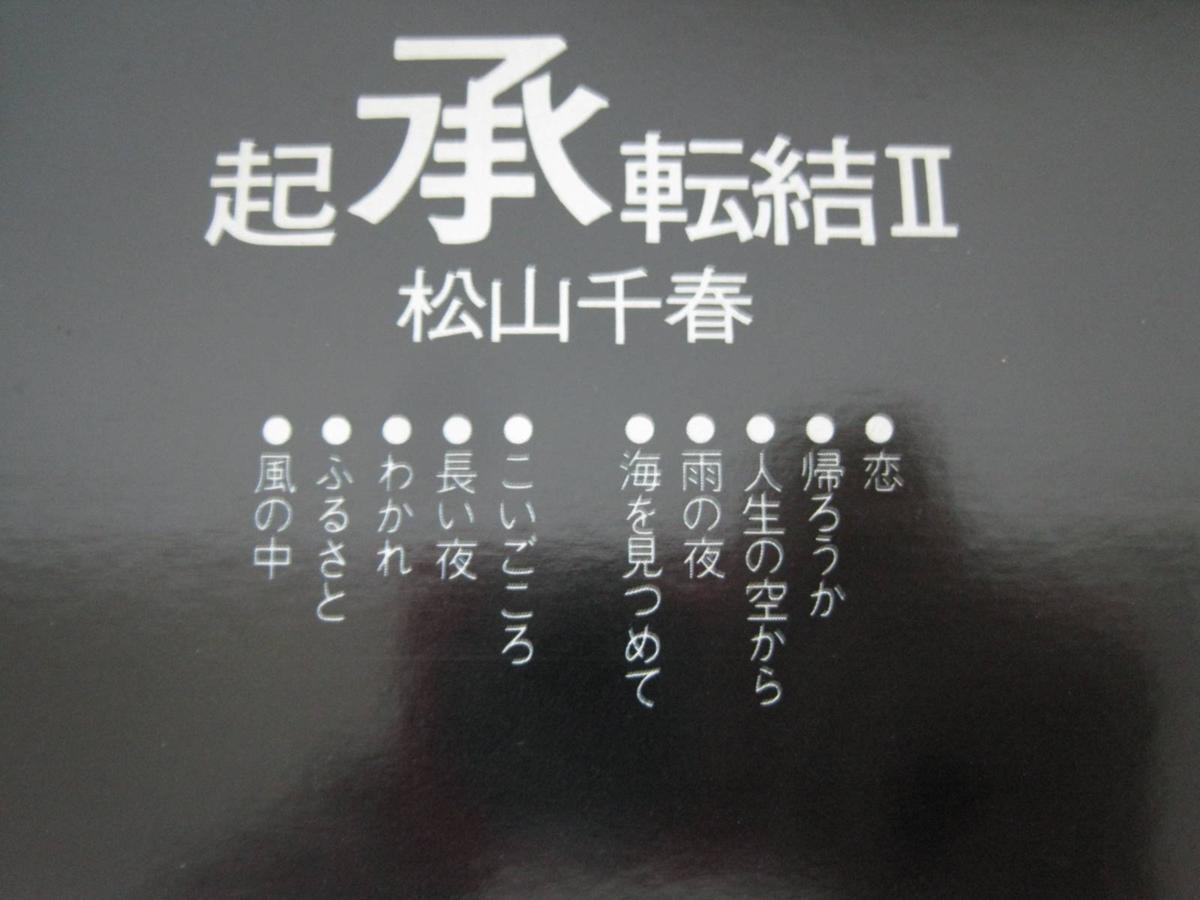 起承転結Ⅱ
松山千春
●恋
●帰ろうか
●人生の空から
●雨の夜
●海を見つめて
●こいごころ
●長い夜
●わかれ
●ふるさと
●風の中